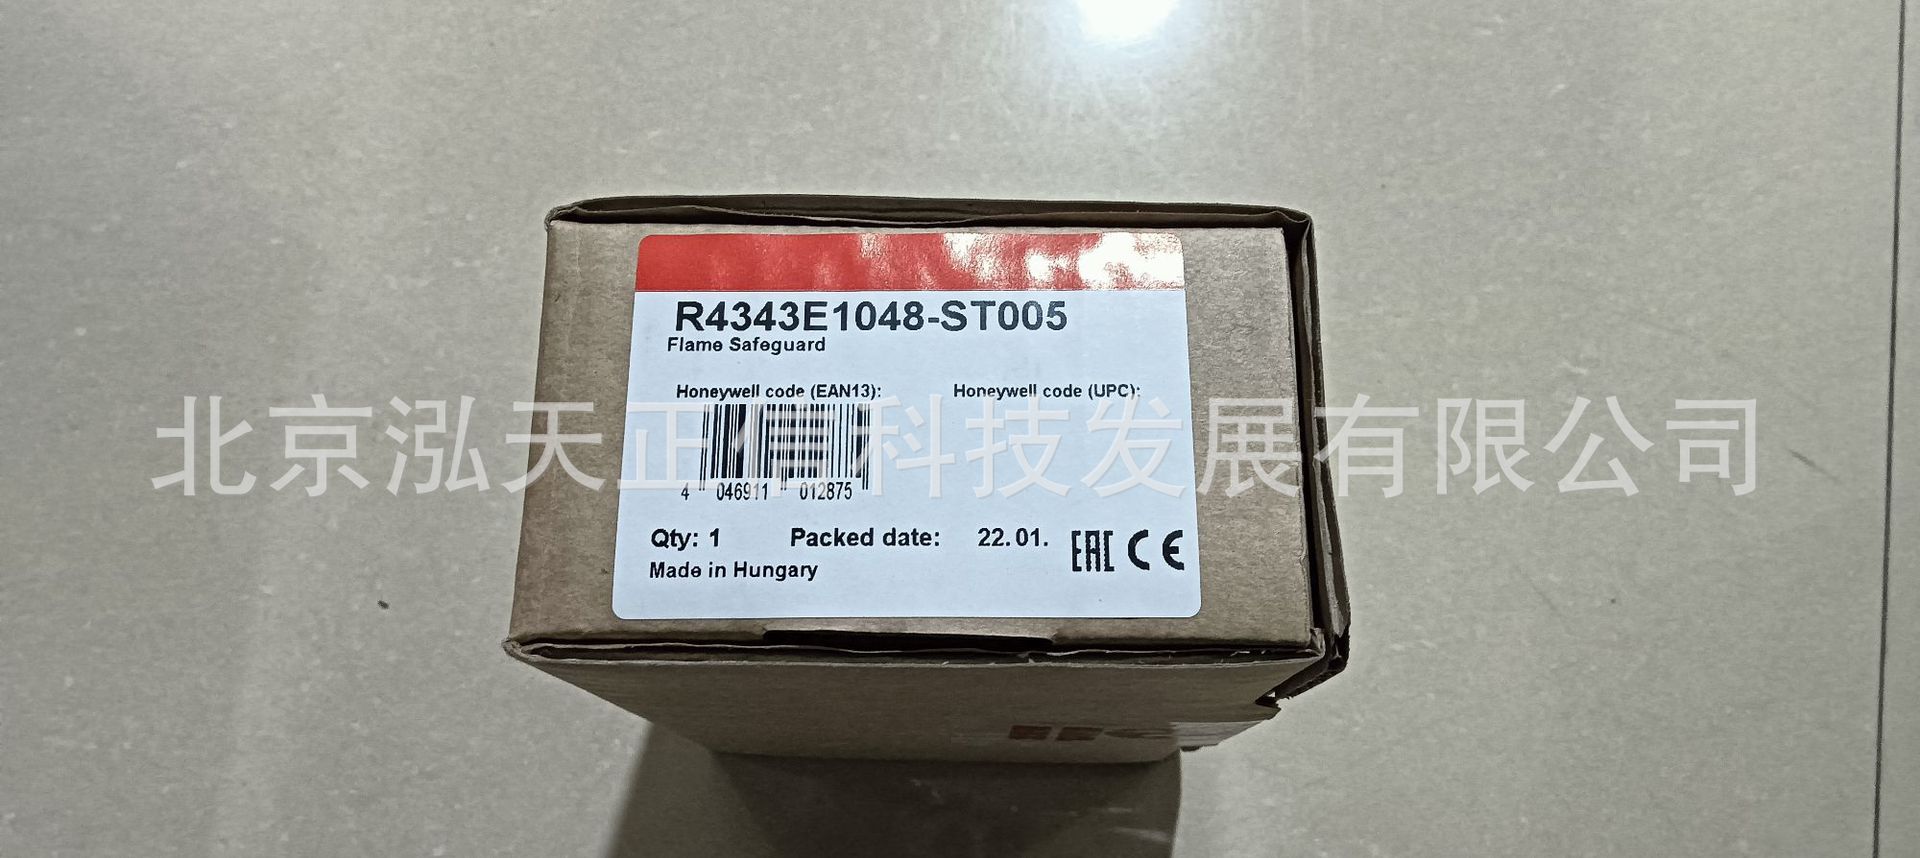 R4343E1048-ST005
Flame Safeguard
Honeywell code (EAN13): Honeywell code (UPC):
北京泓天正信科技发展有限公司
4 046911 012875
Qty: 1 Packed date: 22.01. EAC CE
Made in Hungary